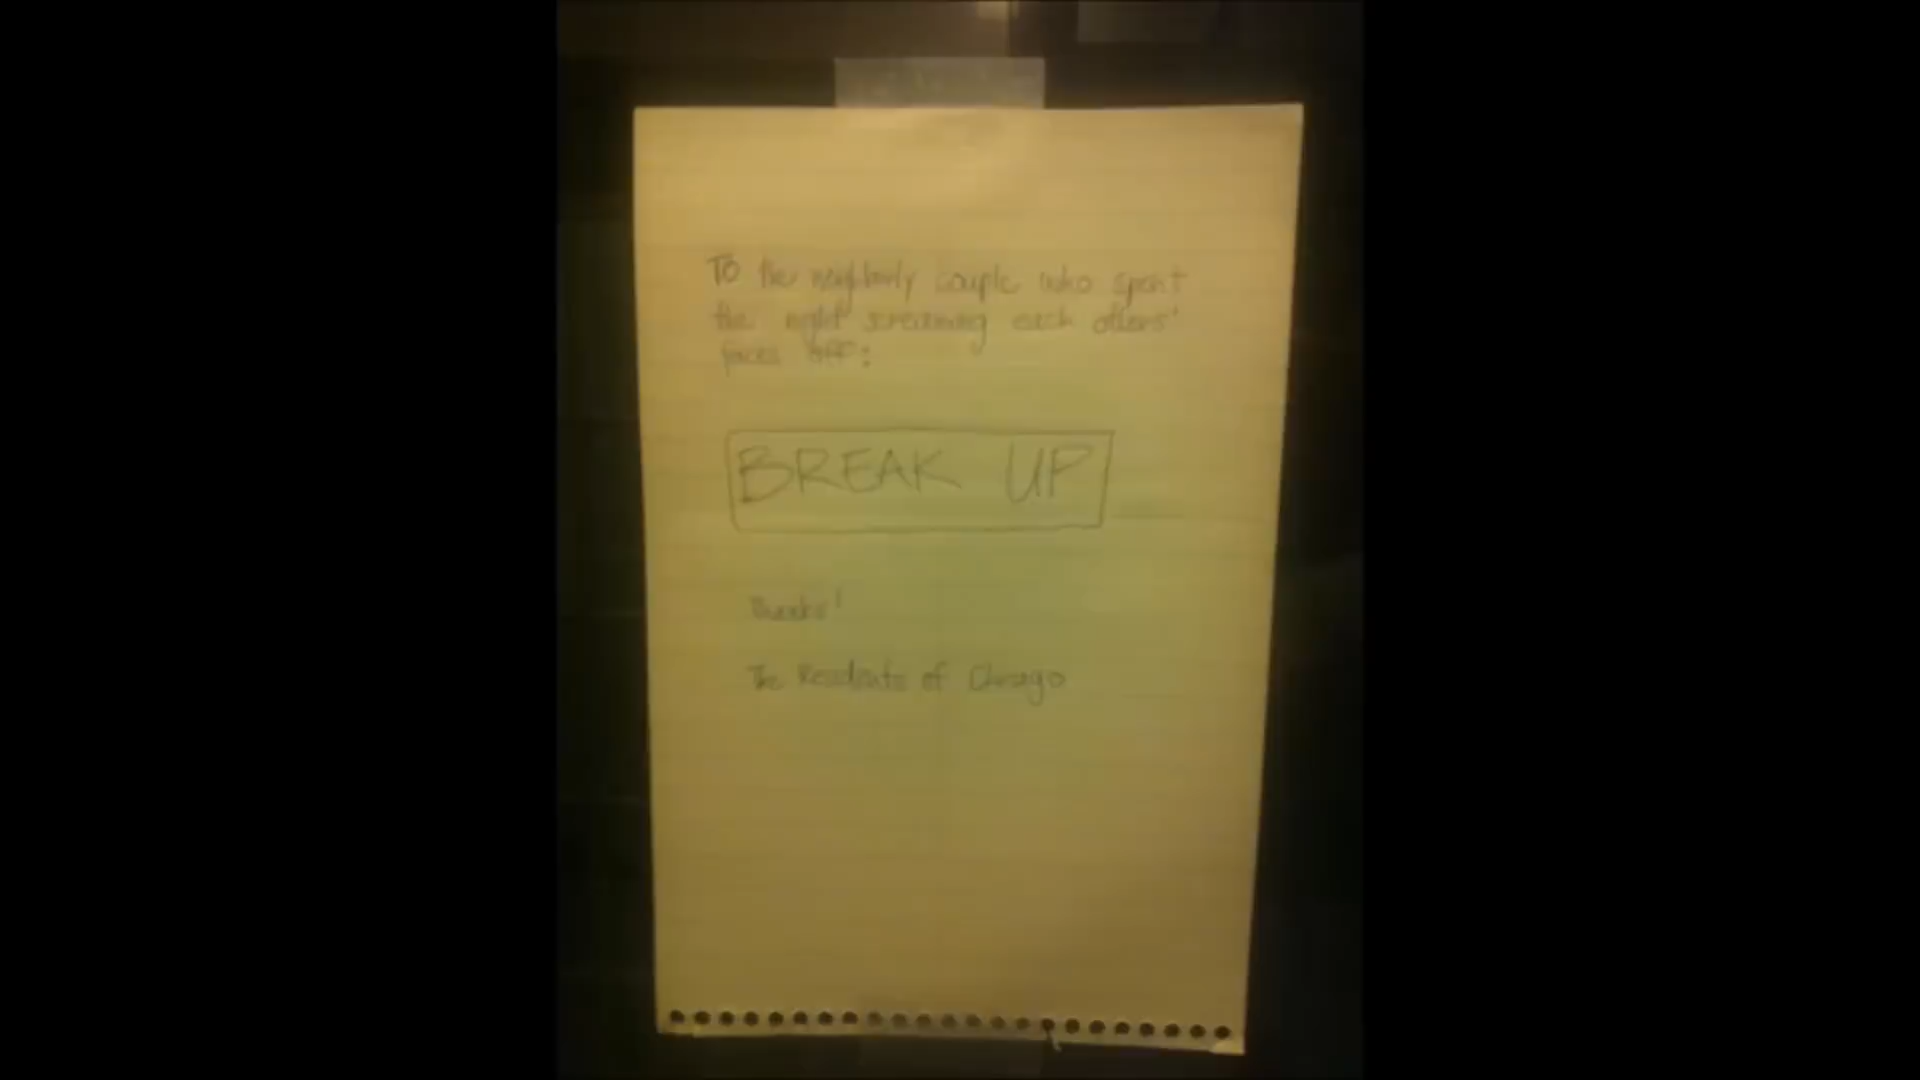 To the neighborly couple who spent
the night screaming each others'
faces OFF:
BREAK UP
Thanks!
The Residents of Chicago